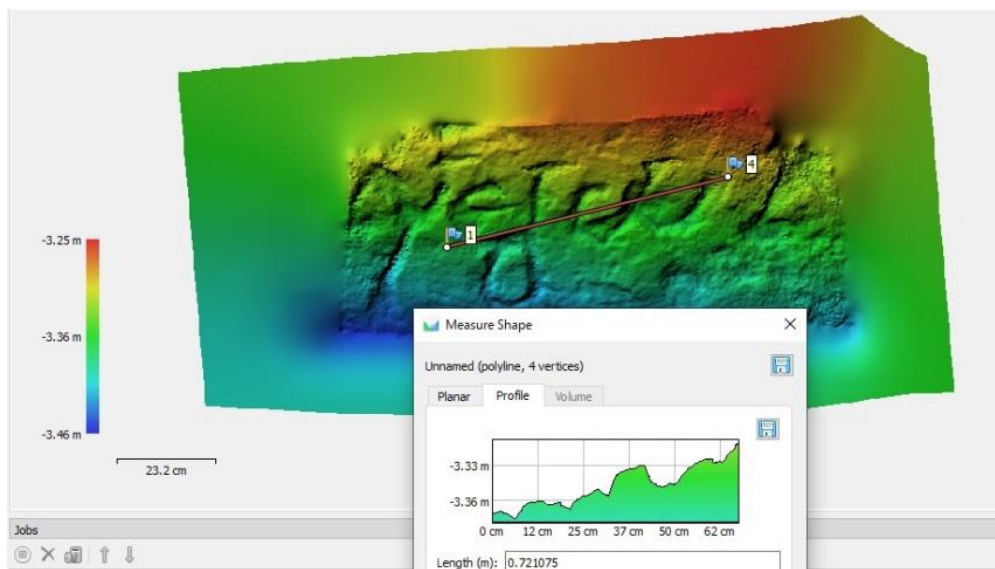 -3.25 m
-3.36 m
-3.46 m
23.2 cm
1
4
Measure Shape
Unnamed (polyline, 4 vertices)
Planar Profile Volume
-3.33 m
-3.36 m
0 cm 12 cm 25 cm 37 cm 50 cm 62 cm
Length (m): 0.721075
Jobs